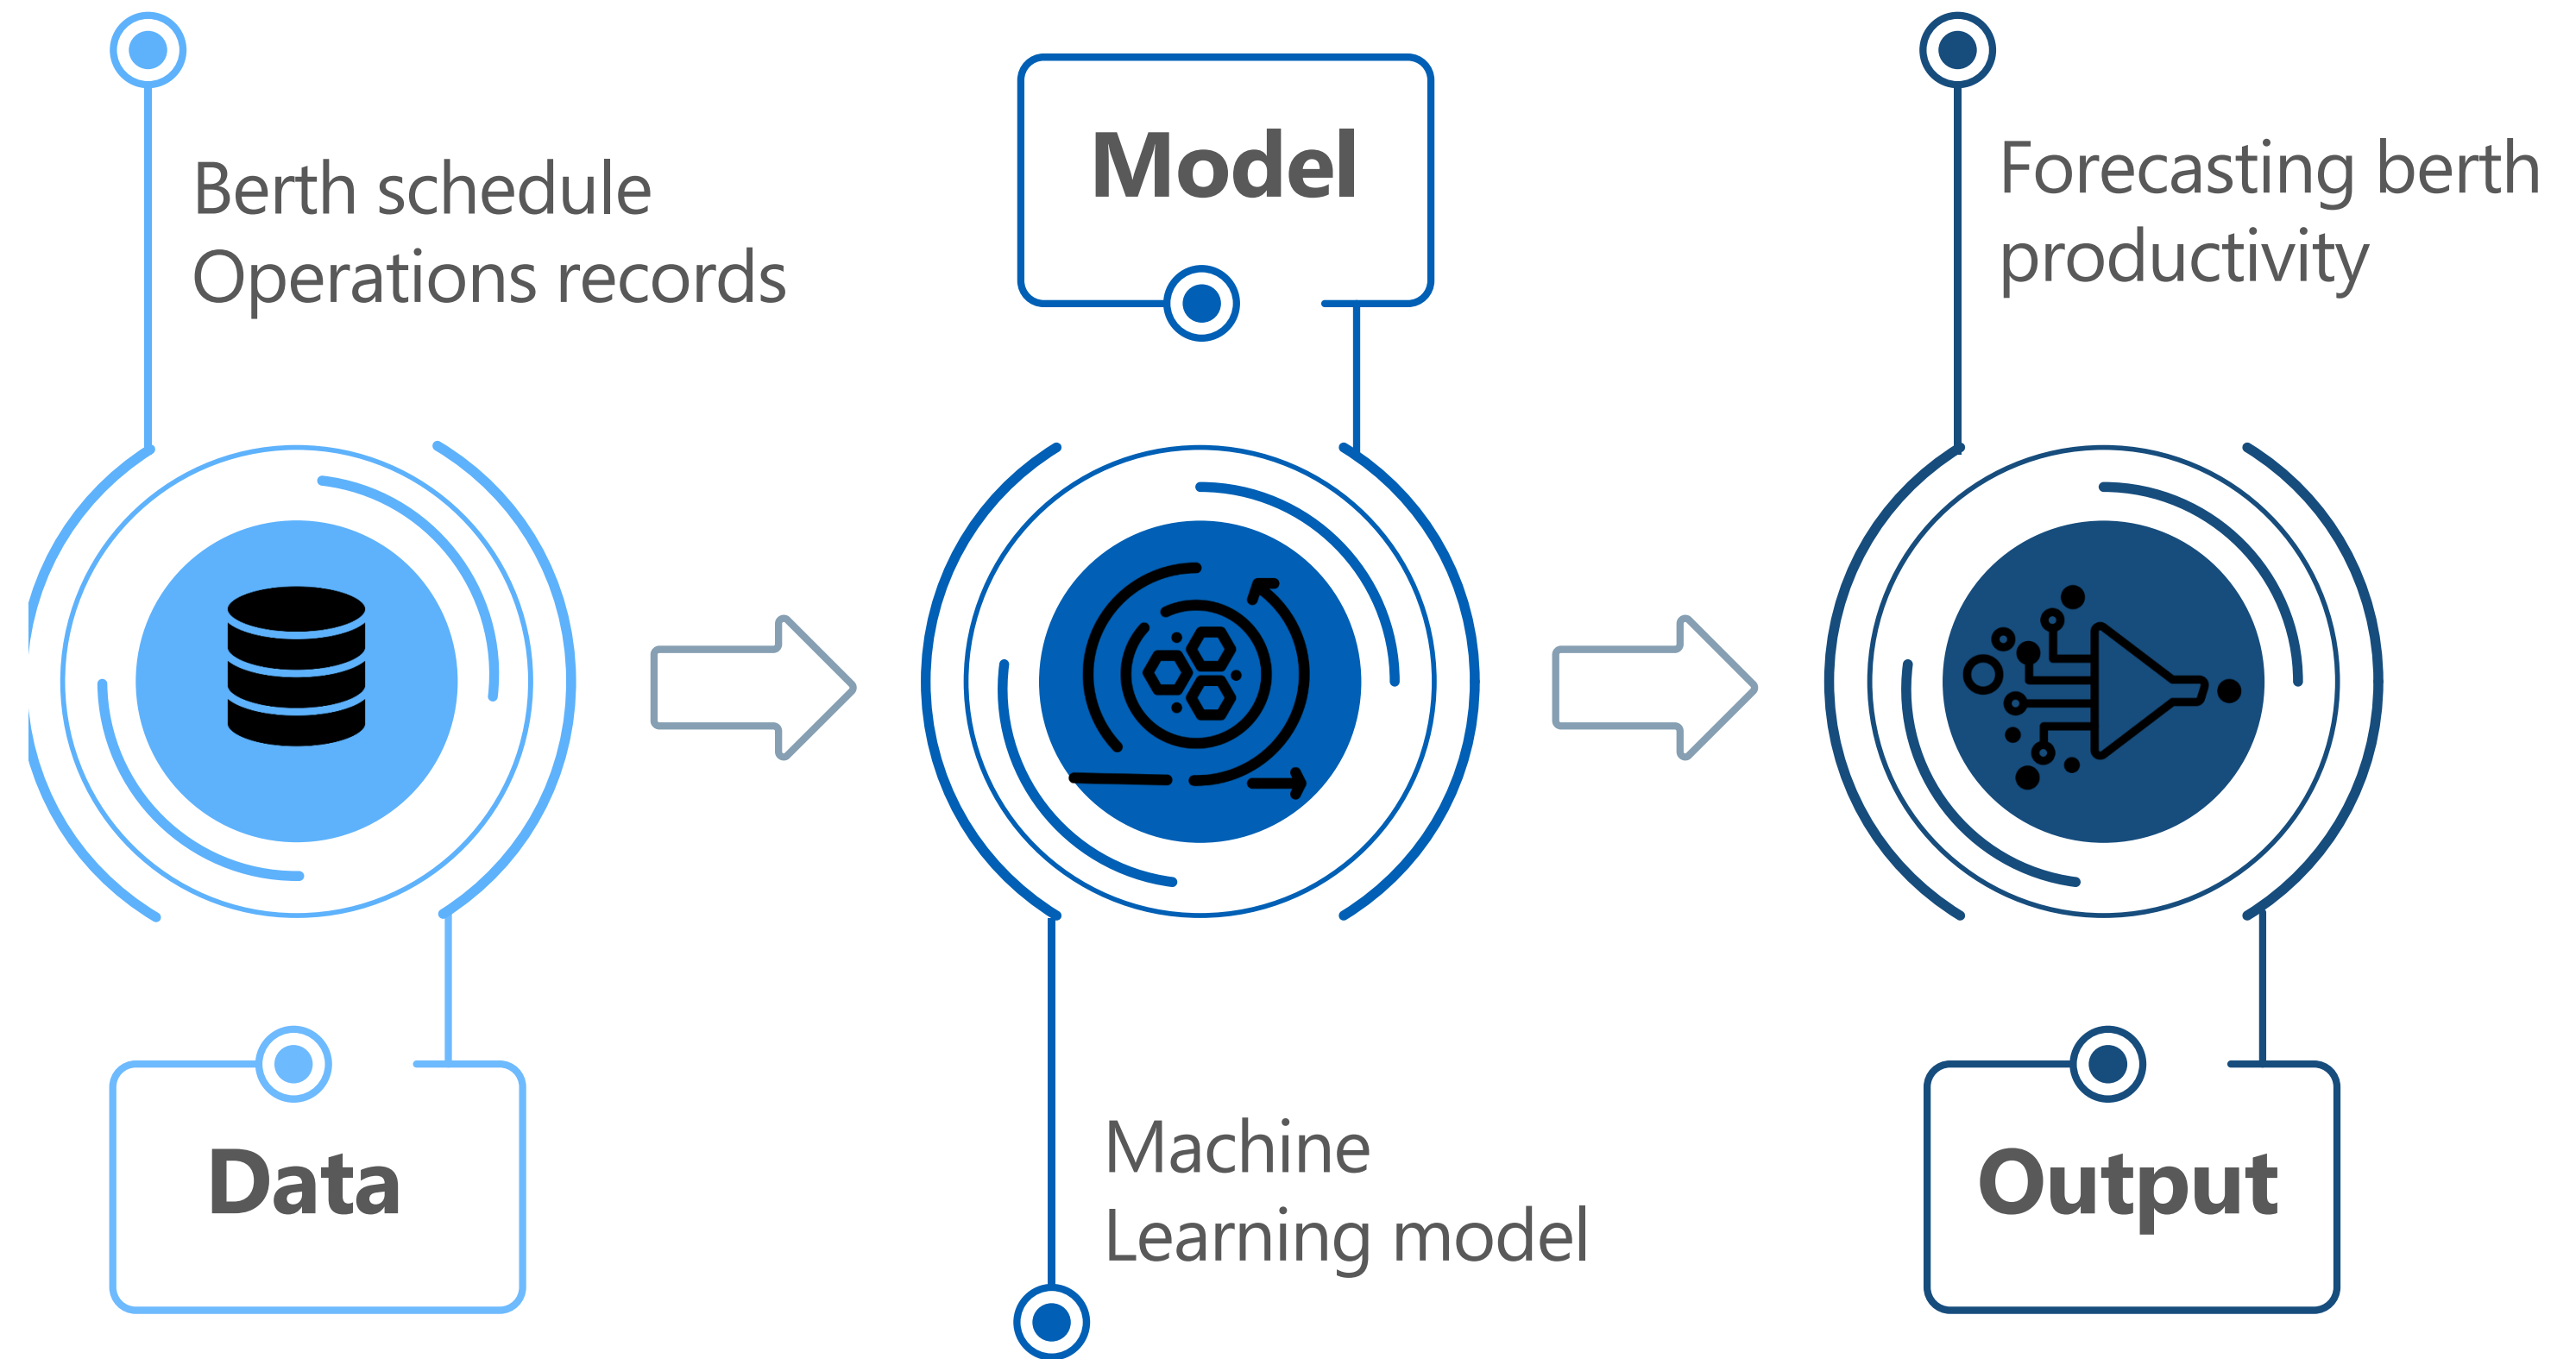 Berth schedule
Operations records
Data
Model
Machine
Learning model
Forecasting berth
productivity
Output